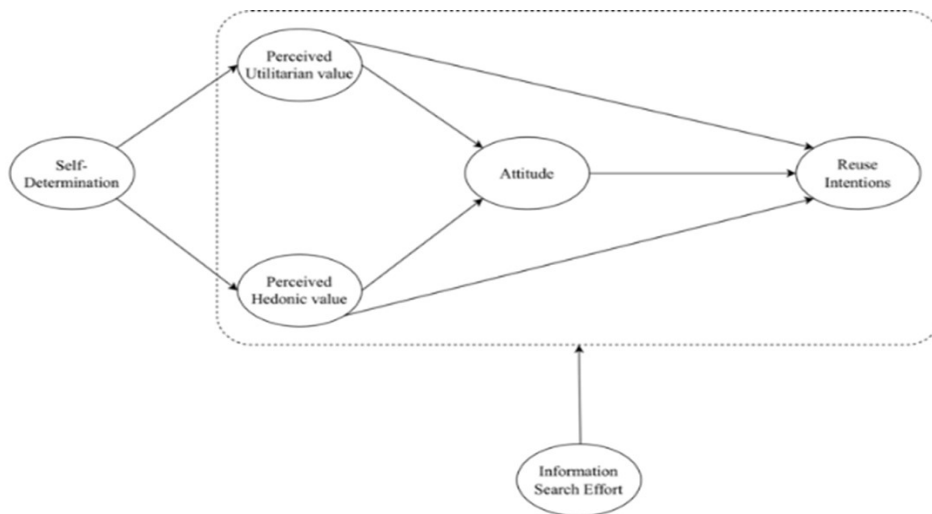 Perceived
Utilitarian value
Self-
Determination
Attitude
Reuse
Intentions
Perceived
Hedonic value
Information
Search Effort